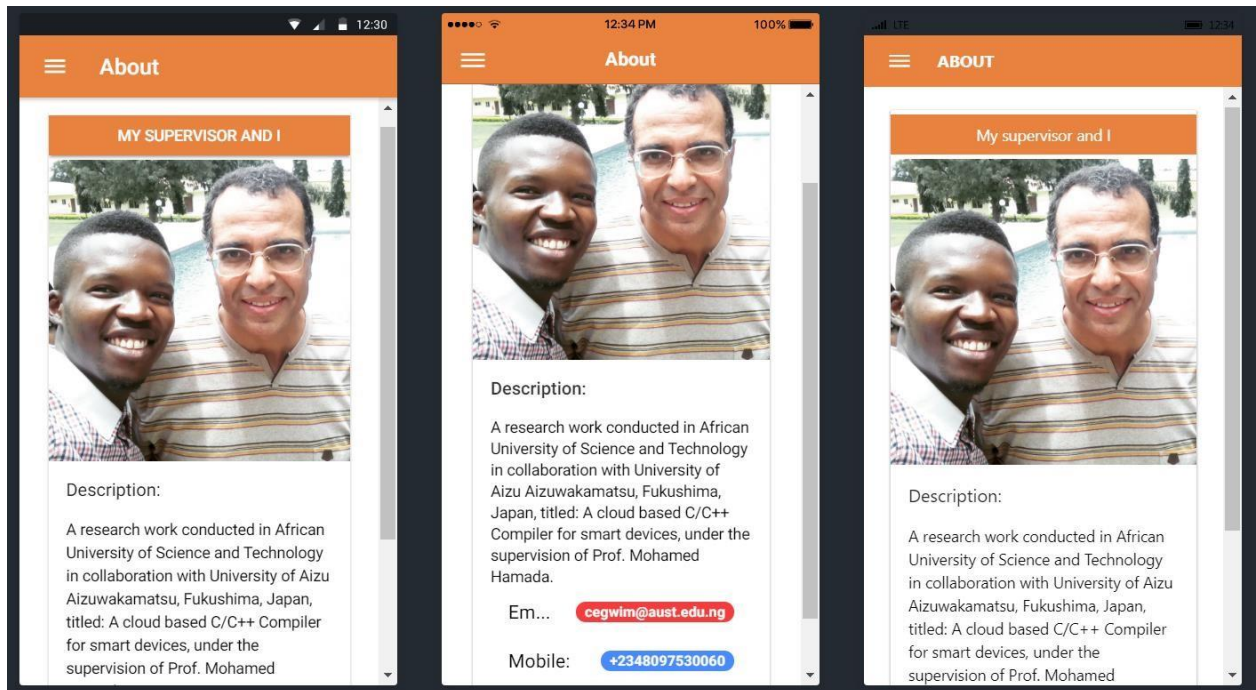 12:30
About
MY SUPERVISOR AND I
Description:
A research work conducted in African
University of Science and Technology
in collaboration with University of Aizu
Aizuwakamatsu, Fukushima, Japan,
titled: A cloud based C/C++ Compiler
for smart devices, under the
supervision of Prof. Mohamed
12:34 PM
100%
About
Description:
A research work conducted in African
University of Science and Technology
in collaboration with University of
Aizu Aizuwakamatsu, Fukushima,
Japan, titled: A cloud based C/C++
Compiler for smart devices, under the
supervision of Prof. Mohamed
Hamada.
Em... cegwim@aust.edu.ng
Mobile: +2348097530060
LTE 12:34
ABOUT
My supervisor and I
Description:
A research work conducted in African
University of Science and Technology
in collaboration with University of Aizu
Aizuwakamatsu, Fukushima, Japan,
titled: A cloud based C/C++ Compiler
for smart devices, under the
supervision of Prof. Mohamed